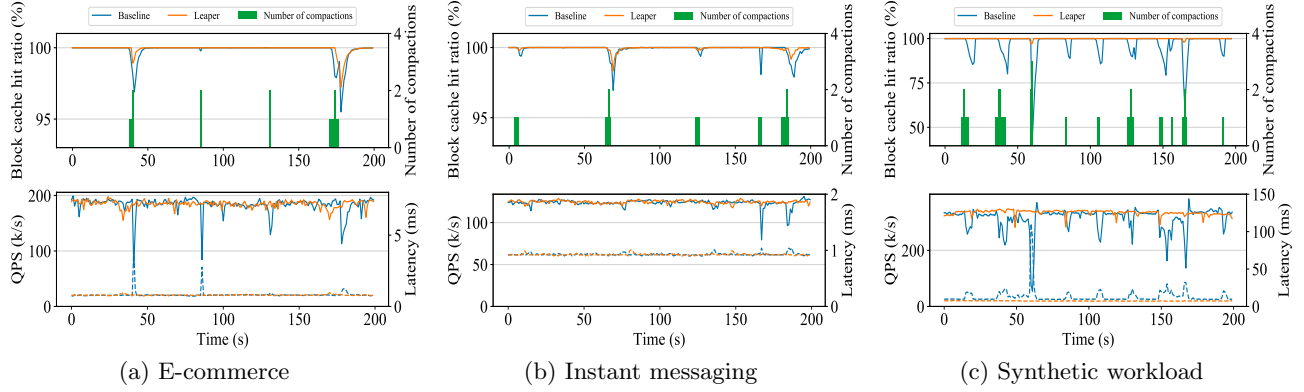 Baseline Leaper Number of compactions
Block cache hit ratio (%)
100
95
4
2
0
Number of compactions
0 50 100 150 200
QPS (k/s)
200
100
0
5
0
Latency (ms)
0 50 100 150 200
Time (s)
(a) E-commerce
Baseline Leaper Number of compactions
Block cache hit ratio (%)
100
95
4
2
0
Number of compactions
0 50 100 150 200
QPS (k/s)
100
50
0
2
1
0
Latency (ms)
0 50 100 150 200
Time (s)
(b) Instant messaging
Baseline Leaper Number of compactions
Block cache hit ratio (%)
100
75
50
4
2
0
Number of compactions
0 50 100 150 200
QPS (k/s)
400
200
0
150
100
50
0
Latency (ms)
0 50 100 150 200
Time (s)
(c) Synthetic workload